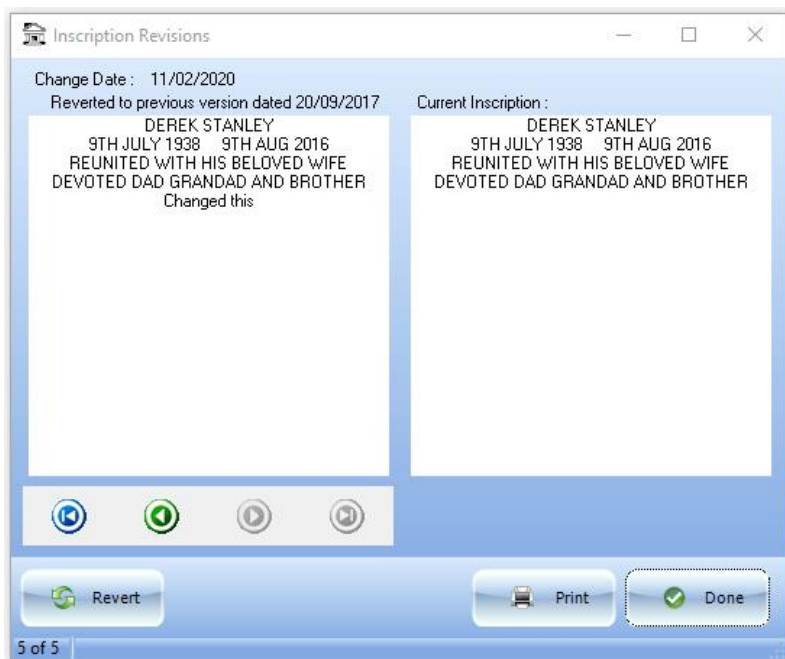 Inscription Revisions
Change Date : 11/02/2020
Reverted to previous version dated 20/09/2017
DEREK STANLEY
9TH JULY 1938 9TH AUG 2016
REUNITED WITH HIS BELOVED WIFE
DEVOTED DAD GRANDAD AND BROTHER
Changed this
Current Inscription :
DEREK STANLEY
9TH JULY 1938 9TH AUG 2016
REUNITED WITH HIS BELOVED WIFE
DEVOTED DAD GRANDAD AND BROTHER
Revert
Print
Done
5 of 5